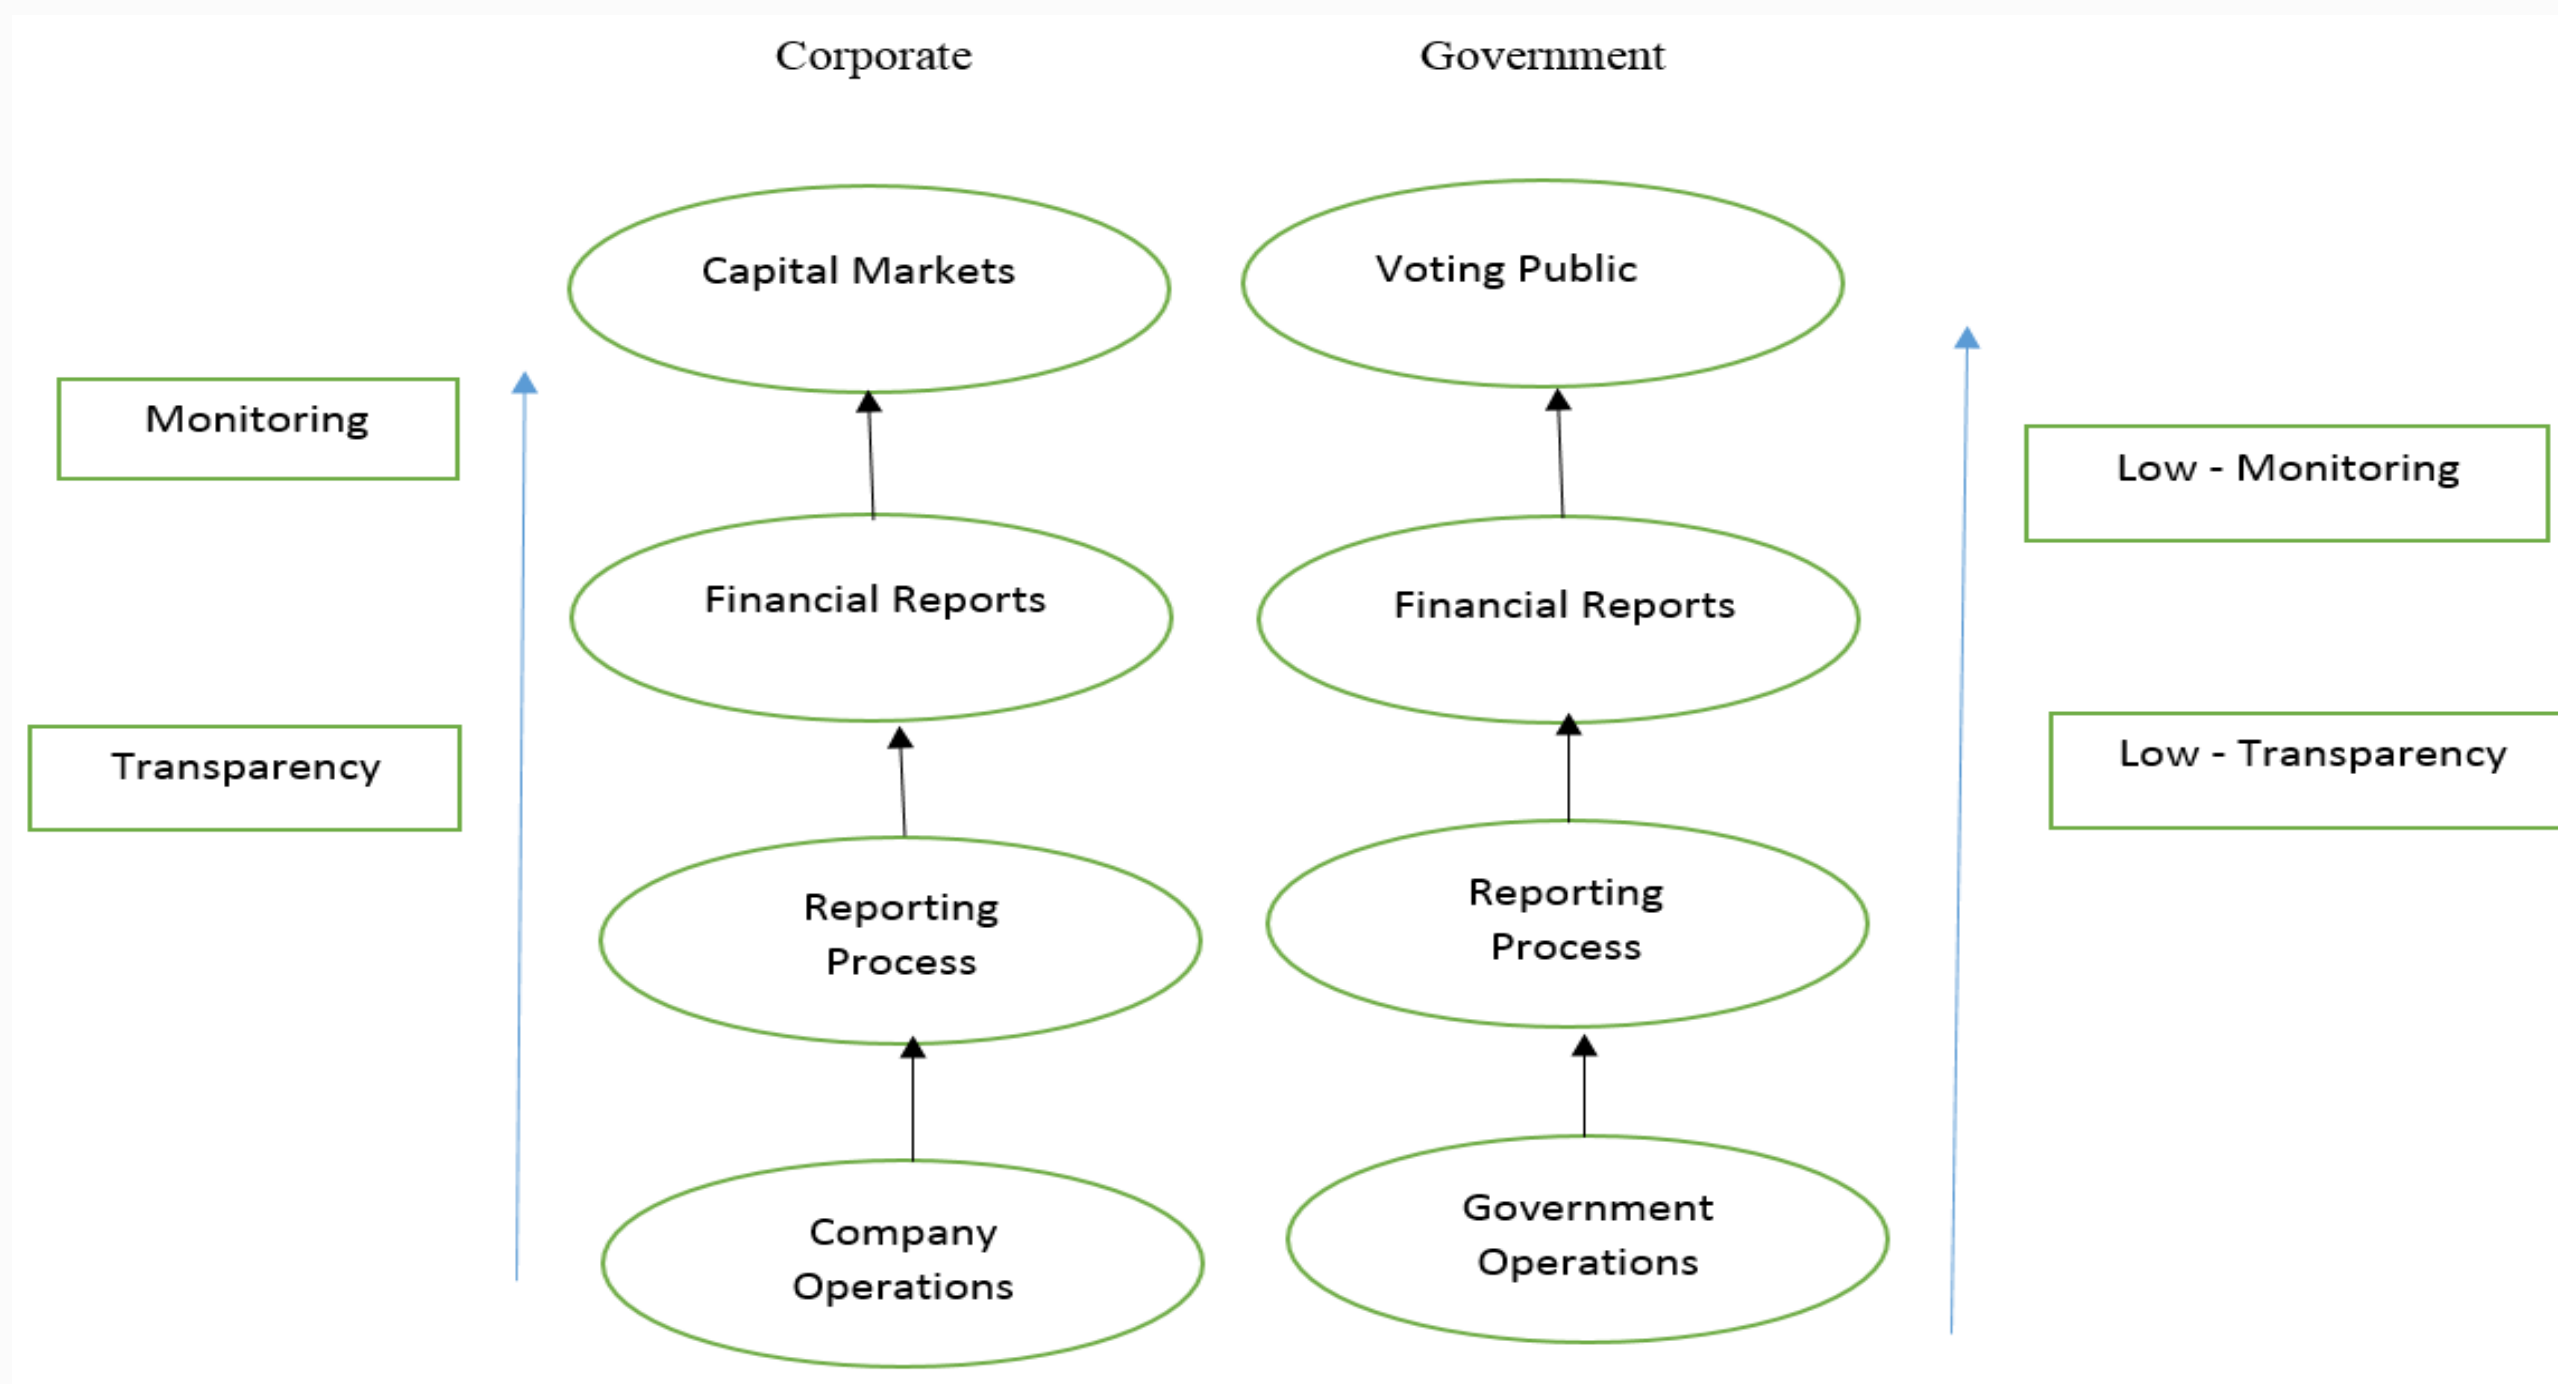 Corporate
Government
Capital Markets
Voting Public
Monitoring
Low - Monitoring
Financial Reports
Financial Reports
Transparency
Low - Transparency
Reporting
Process
Reporting
Process
Company
Operations
Government
Operations